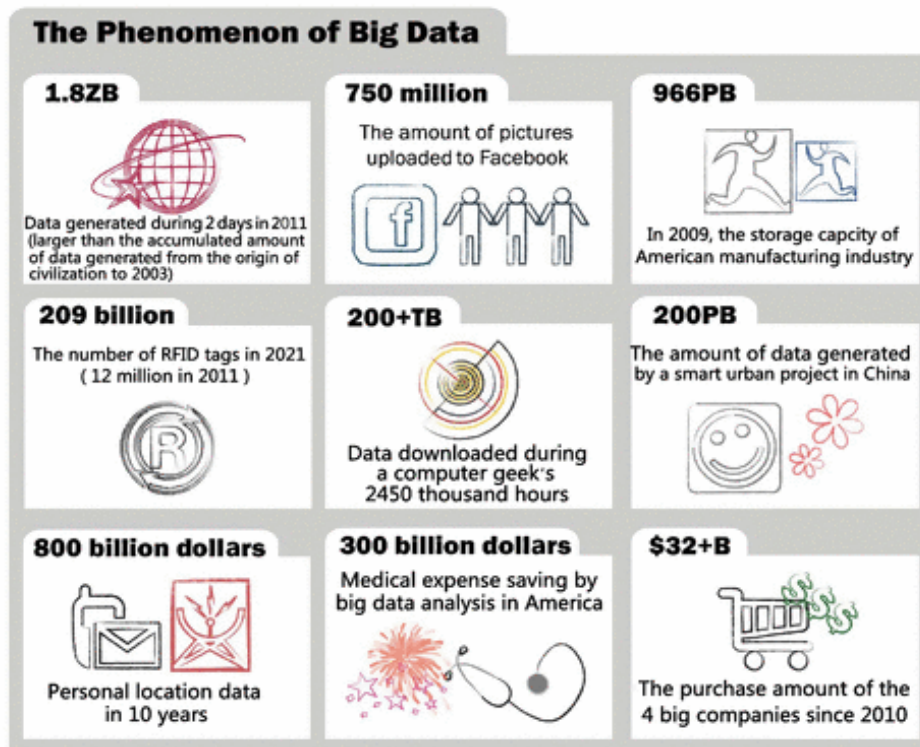 The Phenomenon of Big Data
1.8ZB
Data generated during 2 days in 2011
(larger than the accumulated amount
of data generated from the origin of
civilization to 2003)
750 million
The amount of pictures
uploaded to Facebook
f
966PB
In 2009, the storage capcity of
American manufacturing industry
209 billion
The number of RFID tags in 2021
( 12 million in 2011 )
R
200+TB
Data downloaded during
a computer geek's
2450 thousand hours
200PB
The amount of data generated
by a smart urban project in China
800 billion dollars
Personal location data
in 10 years
300 billion dollars
Medical expense saving by
big data analysis in America
$32+B
$$$
The purchase amount of the
4 big companies since 2010